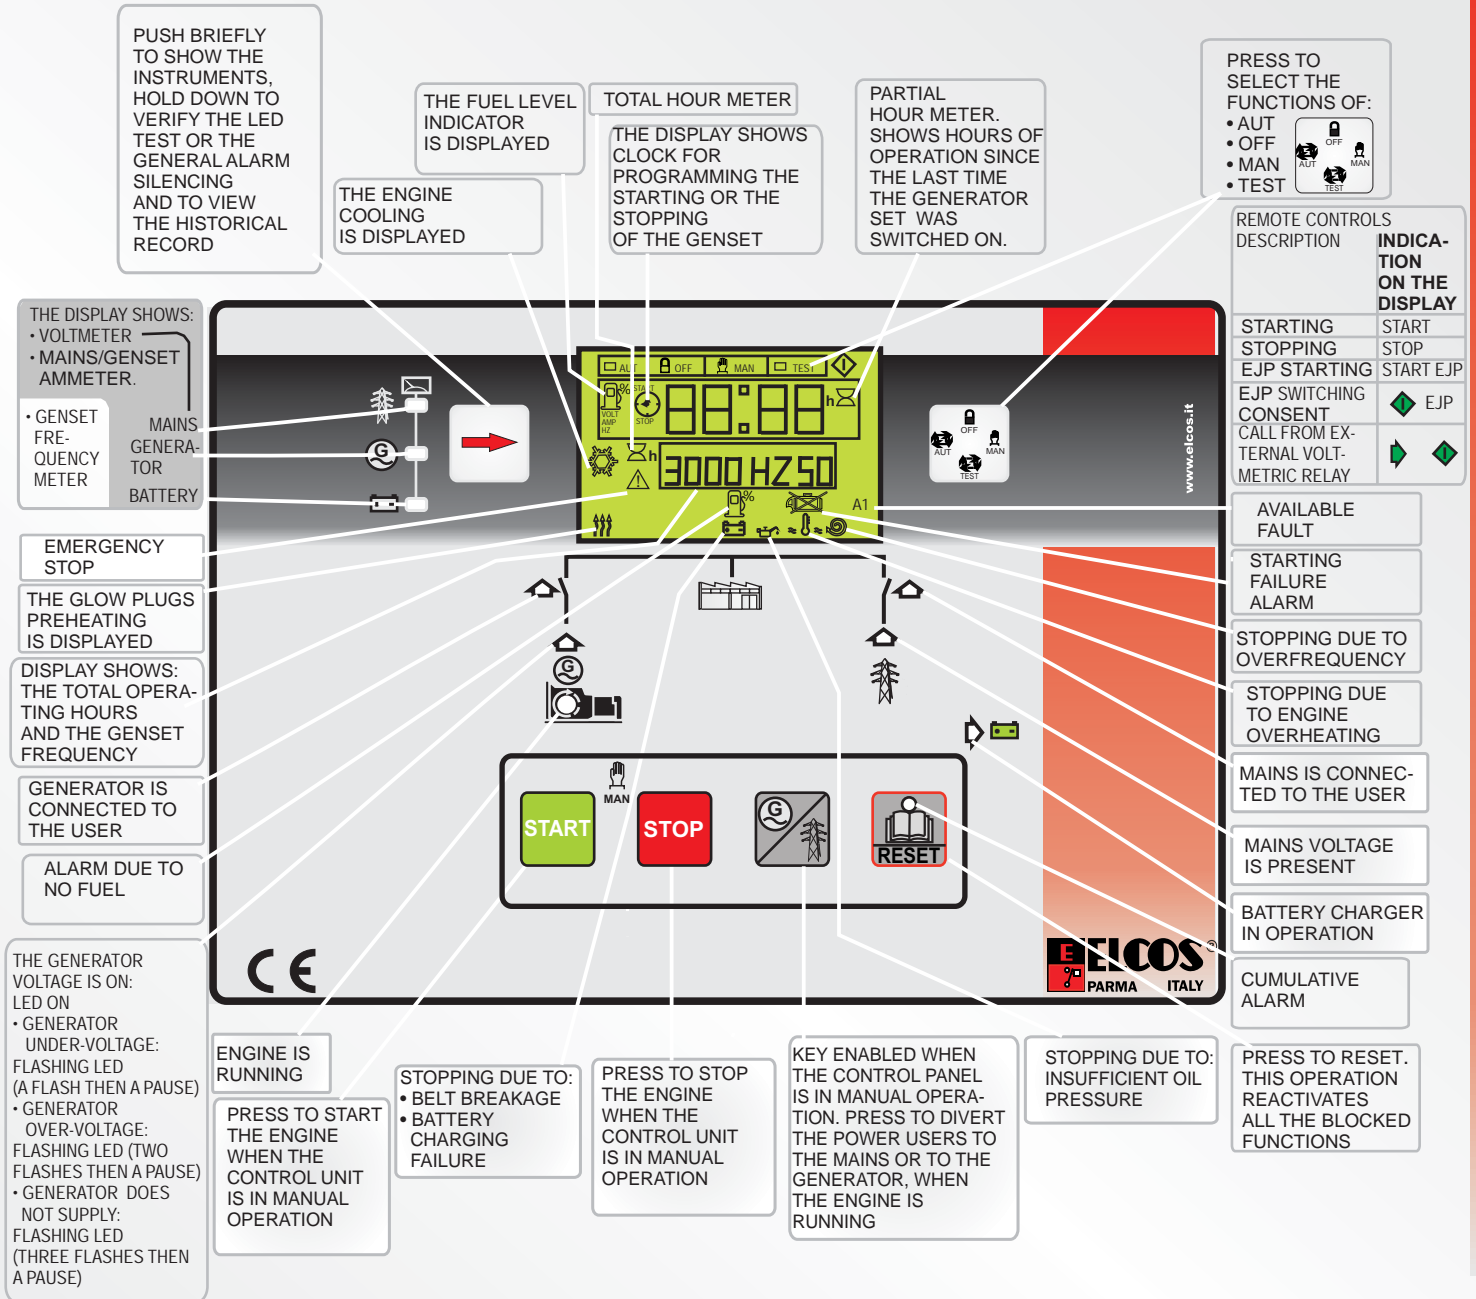 PUSH BRIEFLY
TO SHOW THE
INSTRUMENTS,
HOLD DOWN TO
VERIFY THE LED
TEST OR THE
GENERAL ALARM
SILENCING
AND TO VIEW
THE HISTORICAL
RECORD
THE ENGINE
COOLING
IS DISPLAYED
THE FUEL LEVEL
INDICATOR
IS DISPLAYED
TOTAL HOUR METER
THE DISPLAY SHOWS
CLOCK FOR
PROGRAMMING THE
STARTING OR THE
STOPPING
OF THE GENSET
PARTIAL
HOUR METER.
SHOWS HOURS OF
OPERATION SINCE
THE LAST TIME
THE GENERATOR
SET WAS
SWITCHED ON.
PRESS TO
SELECT THE
FUNCTIONS OF:
• AUT
• OFF
• MAN
• TEST
OFF
AUT
MAN
TEST
REMOTE CONTROLS
DESCRIPTION
INDICA-
TION
ON THE
DISPLAY
STARTING START
STOPPING STOP
EJP STARTING START EJP
EJP SWITCHING
CONSENT
EJP
CALL FROM EX-
TERNAL VOLT-
METRIC RELAY
THE DISPLAY SHOWS:
• VOLTMETER
• MAINS/GENSET
AMMETER.
• GENSET
FRE-
QUENCY
METER
MAINS
GENERA-
TOR
BATTERY
G
AUT OFF MAN TEST
%
START
STOP
VOLT
AMP
HZ
88:88 h
h
3000 HZ 50
%
A1
OFF
AUT
MAN
TEST
www.elcos.it
EMERGENCY
STOP
THE GLOW PLUGS
PREHEATING
IS DISPLAYED
DISPLAY SHOWS:
THE TOTAL OPERA-
TING HOURS
AND THE GENSET
FREQUENCY
GENERATOR IS
CONNECTED TO
THE USER
ALARM DUE TO
NO FUEL
THE GENERATOR
VOLTAGE IS ON:
LED ON
• GENERATOR
UNDER-VOLTAGE:
FLASHING LED
(A FLASH THEN A PAUSE)
• GENERATOR
OVER-VOLTAGE:
FLASHING LED (TWO
FLASHES THEN A PAUSE)
• GENERATOR DOES
NOT SUPPLY:
FLASHING LED
(THREE FLASHES THEN
A PAUSE)
G
MAN
START
STOP
G
RESET
CE
E ELCOS®
PARMA ITALY
AVAILABLE
FAULT
STARTING
FAILURE
ALARM
STOPPING DUE TO
OVERFREQUENCY
STOPPING DUE
TO ENGINE
OVERHEATING
MAINS IS CONNEC-
TED TO THE USER
MAINS VOLTAGE
IS PRESENT
BATTERY CHARGER
IN OPERATION
CUMULATIVE
ALARM
ENGINE IS
RUNNING
PRESS TO START
THE ENGINE
WHEN THE
CONTROL UNIT
IS IN MANUAL
OPERATION
STOPPING DUE TO:
• BELT BREAKAGE
• BATTERY
CHARGING
FAILURE
PRESS TO STOP
THE ENGINE
WHEN THE
CONTROL UNIT
IS IN MANUAL
OPERATION
KEY ENABLED WHEN
THE CONTROL PANEL
IS IN MANUAL OPERA-
TION. PRESS TO DIVERT
THE POWER USERS TO
THE MAINS OR TO THE
GENERATOR, WHEN
THE ENGINE IS
RUNNING
STOPPING DUE TO:
INSUFFICIENT OIL
PRESSURE
PRESS TO RESET.
THIS OPERATION
REACTIVATES
ALL THE BLOCKED
FUNCTIONS